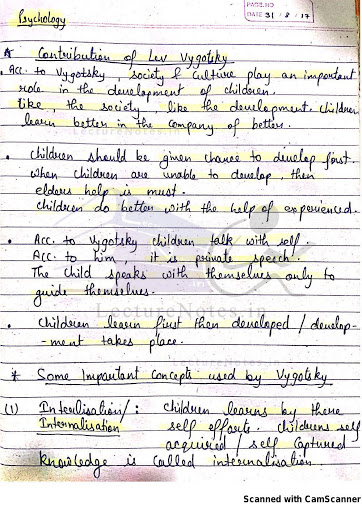 Psychology
PAGE NO.
DATE 31/8/17
* Contribution of Lev Vygotsky
• Acc. to Vygotsky, society & culture play an important
role in the development of children.
like, the society, like the development. children
learn better in the company of better.
• children should be given chance to develop first.
when children are unable to develop, then
elders help is must.
children do better with the help of experienced.
• Acc. to Vygotsky children talk with self.
Acc. to him, it is private speech.
The child speaks with themselves only to
guide themselves.
LectureNotes.in
• Children learn first then developed / develop-
-ment takes place.
* Some Important Concepts used by Vygotsky
(1) Interilisation/: children learns by there
Internalisation self efforts. childrens self
acquired / self captured
knowledge is called internalisation.
Scanned with CamScanner